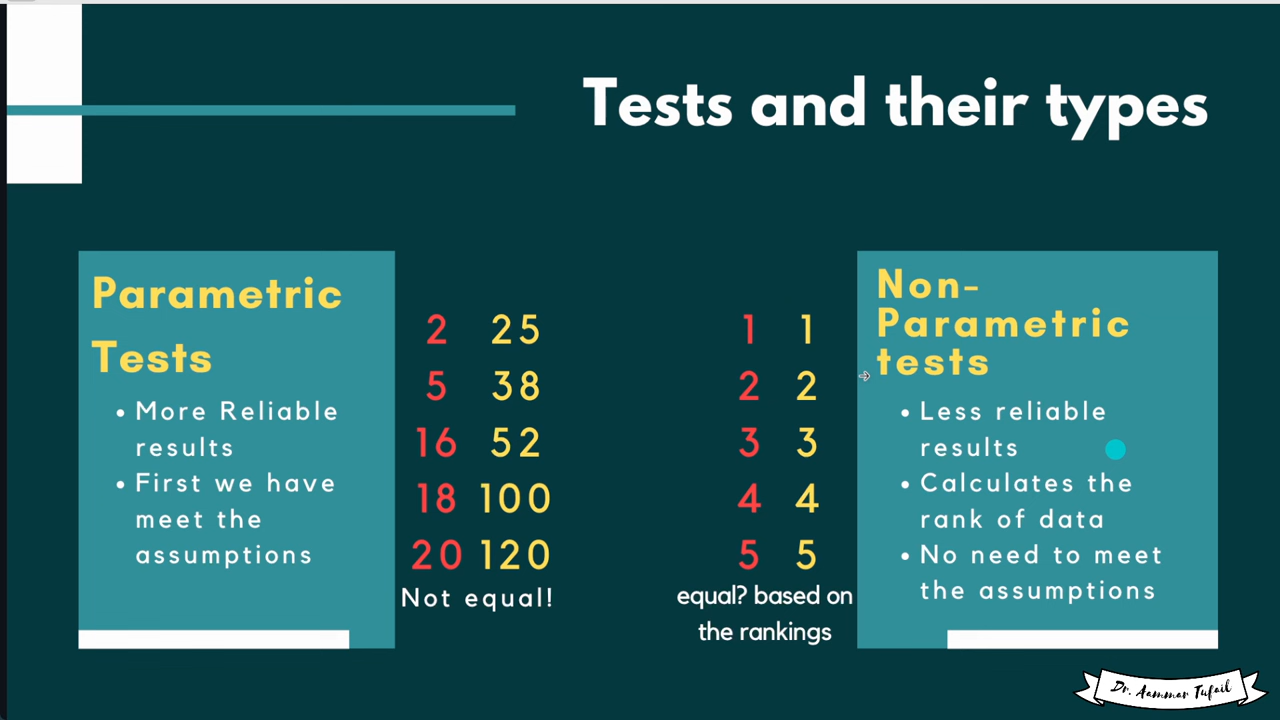 Tests and their types
Parametric
Tests
• More Reliable
results
• First we have
meet the
assumptions
2 25
5 38
16 52
18 100
20 120
Not equal!
1 1
2 2
3 3
4 4
5 5
equal? based on
the rankings
Non-
Parametric
tests
• Less reliable
results
• Calculates the
rank of data
• No need to meet
the assumptions
Dr. Aammar Tufail